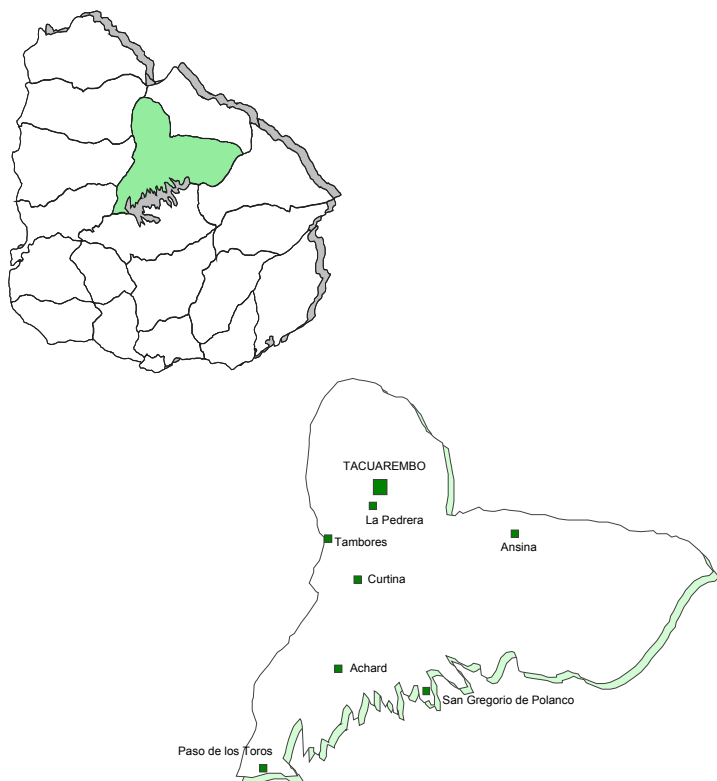 TACUAREMBO
La Pedrera
Tambores
Ansina
Curtina
Achard
San Gregorio de Polanco
Paso de los Toros